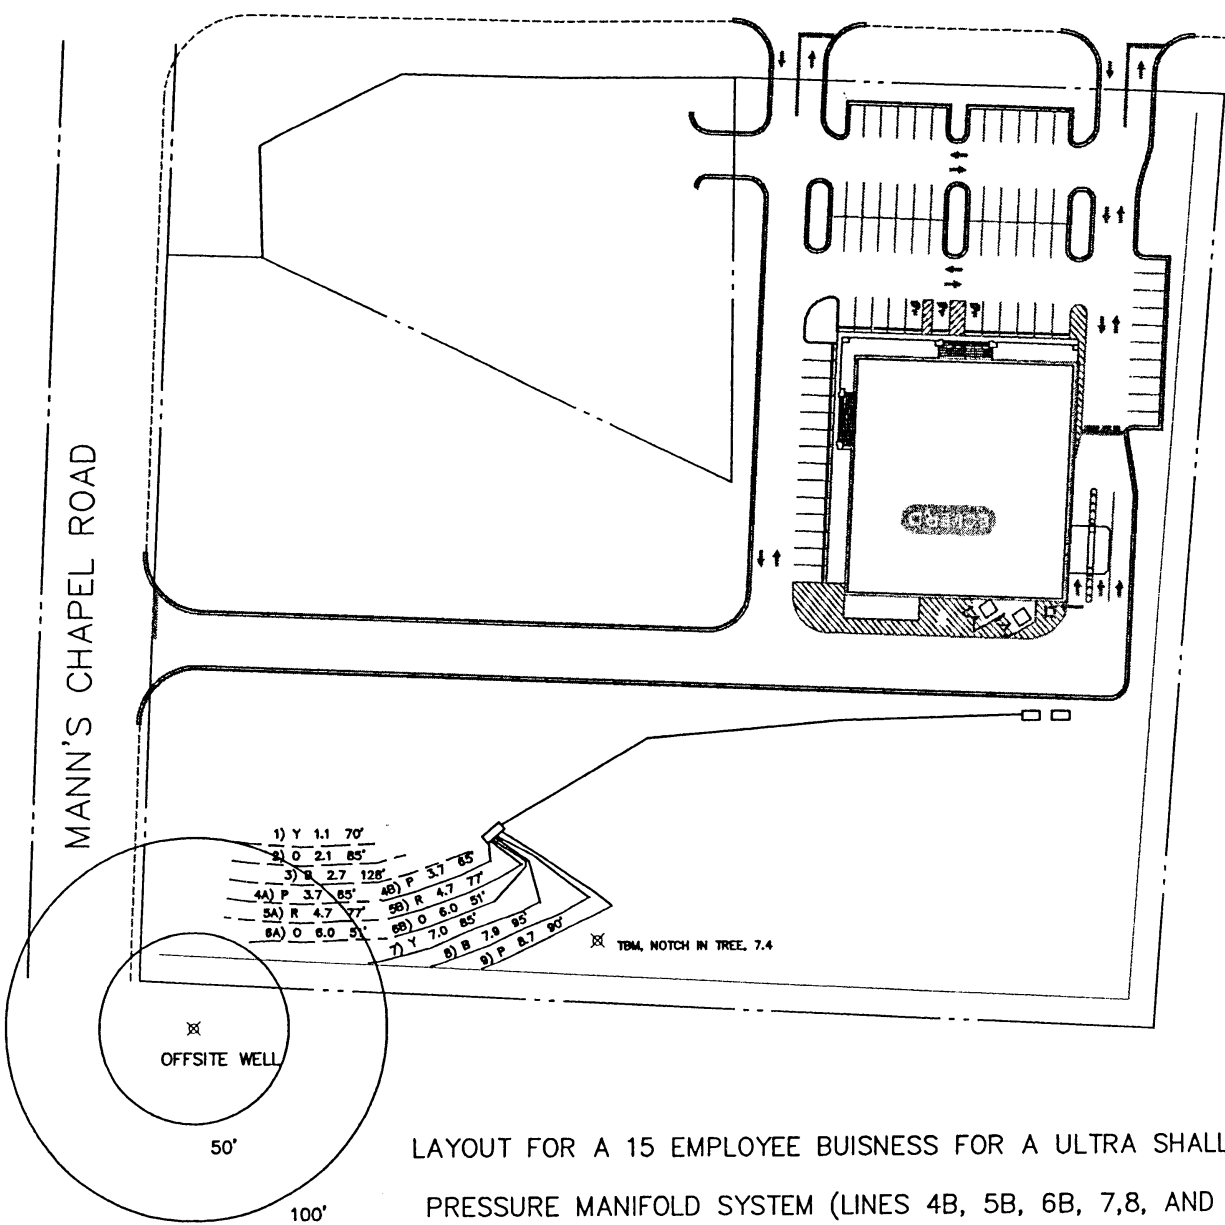 MANN'S CHAPEL ROAD
1) Y 1.1 70'
2) O 2.1 85'
3) B 2.7 128'
4A) P 3.7 65'
4B) P 3.7 65'
5A) R 4.7 77'
5B) R 4.7 77'
6A) O 6.0 51'
6B) O 6.0 51'
7) Y 7.0 85'
8) B 7.9 95'
9) P 8.7 90'
TBM, NOTCH IN TREE, 7.4
OFFSITE WELL
50'
100'
LAYOUT FOR A 15 EMPLOYEE BUISNESS FOR A ULTRA SHALL
PRESSURE MANIFOLD SYSTEM (LINES 4B, 5B, 6B, 7,8, AND